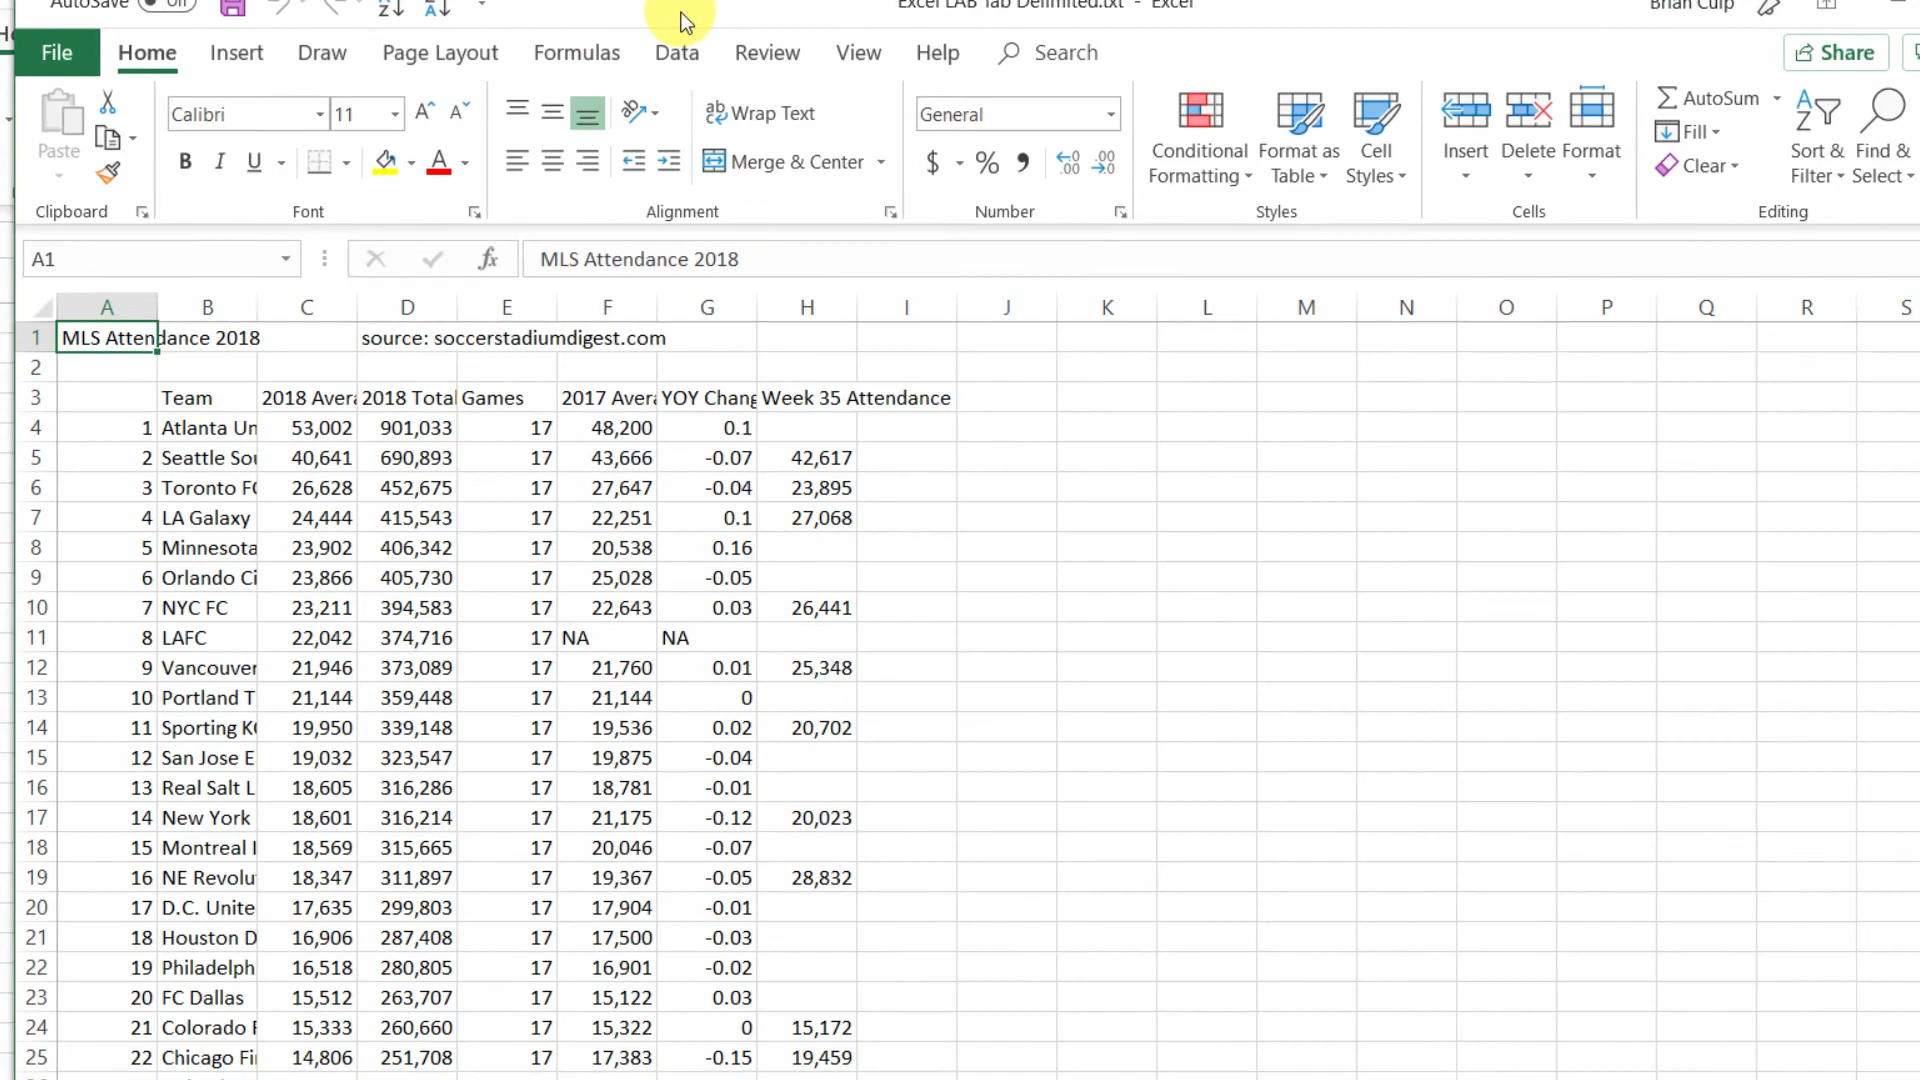 AutoSave Off Excel LAB Tab Delimited.txt - Excel Brian Culp
File Home Insert Draw Page Layout Formulas Data Review View Help Search Share
Calibri 11 Wrap Text General AutoSum
Paste Merge & Center Conditional Formatting Format as Table Cell Styles Insert Delete Format Fill Clear Sort & Filter Find & Select
Clipboard Font Alignment Number Styles Cells Editing
A1 fx MLS Attendance 2018
A B C D E F G H I J K L M N O P Q R S
1 MLS Attendance 2018 source: soccerstadiumdigest.com
2
3 Team 2018 Avera 2018 Total Games 2017 Avera YOY Chang Week 35 Attendance
4 1 Atlanta Un 53,002 901,033 17 48,200 0.1
5 2 Seattle Sou 40,641 690,893 17 43,666 -0.07 42,617
6 3 Toronto FC 26,628 452,675 17 27,647 -0.04 23,895
7 4 LA Galaxy 24,444 415,543 17 22,251 0.1 27,068
8 5 Minnesota 23,902 406,342 17 20,538 0.16
9 6 Orlando Ci 23,866 405,730 17 25,028 -0.05
10 7 NYC FC 23,211 394,583 17 22,643 0.03 26,441
11 8 LAFC 22,042 374,716 17 NA NA
12 9 Vancouver 21,946 373,089 17 21,760 0.01 25,348
13 10 Portland T 21,144 359,448 17 21,144 0
14 11 Sporting KC 19,950 339,148 17 19,536 0.02 20,702
15 12 San Jose E 19,032 323,547 17 19,875 -0.04
16 13 Real Salt L 18,605 316,286 17 18,781 -0.01
17 14 New York 18,601 316,214 17 21,175 -0.12 20,023
18 15 Montreal I 18,569 315,665 17 20,046 -0.07
19 16 NE Revolu 18,347 311,897 17 19,367 -0.05 28,832
20 17 D.C. Unite 17,635 299,803 17 17,904 -0.01
21 18 Houston D 16,906 287,408 17 17,500 -0.03
22 19 Philadelph 16,518 280,805 17 16,901 -0.02
23 20 FC Dallas 15,512 263,707 17 15,122 0.03
24 21 Colorado R 15,333 260,660 17 15,322 0 15,172
25 22 Chicago Fi 14,806 251,708 17 17,383 -0.15 19,459